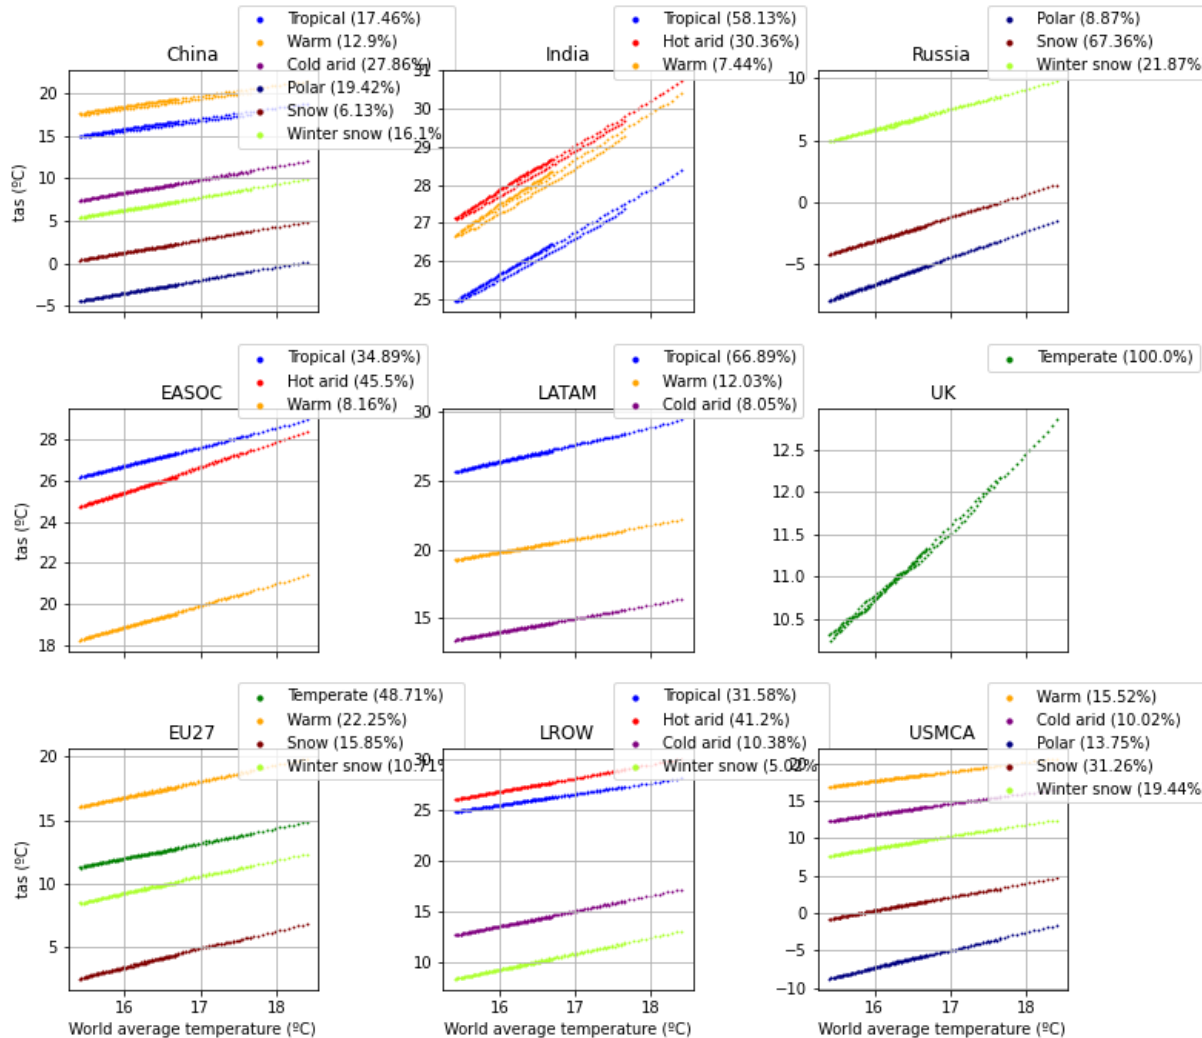 Tropical (17.46%)
Warm (12.9%)
Cold arid (27.86%)
Polar (19.42%)
Snow (6.13%)
Winter snow (16.1%
China
20
15
10
5
0
−5
tas (ºC)
Tropical (58.13%)
Hot arid (30.36%)
Warm (7.44%)
India
31
30
29
28
27
26
25
Polar (8.87%)
Snow (67.36%)
Winter snow (21.87%
Russia
10
5
0
−5
Tropical (34.89%)
Hot arid (45.5%)
Warm (8.16%)
EASOC
28
26
24
22
20
18
tas (ºC)
Tropical (66.89%)
Warm (12.03%)
Cold arid (8.05%)
LATAM
30
25
20
15
Temperate (100.0%)
UK
12.5
12.0
11.5
11.0
10.5
Temperate (48.71%)
Warm (22.25%)
Snow (15.85%)
Winter snow (10.71%
EU27
20
15
10
5
tas (ºC)
16 17 18
World average temperature (ºC)
Tropical (31.58%)
Hot arid (41.2%)
Cold arid (10.38%)
Winter snow (5.02%
LROW
30
25
20
15
10
16 17 18
World average temperature (ºC)
Warm (15.52%)
Cold arid (10.02%)
Polar (13.75%)
Snow (31.26%)
Winter snow (19.44%
USMCA
20
15
10
5
0
−5
−10
16 17 18
World average temperature (ºC)